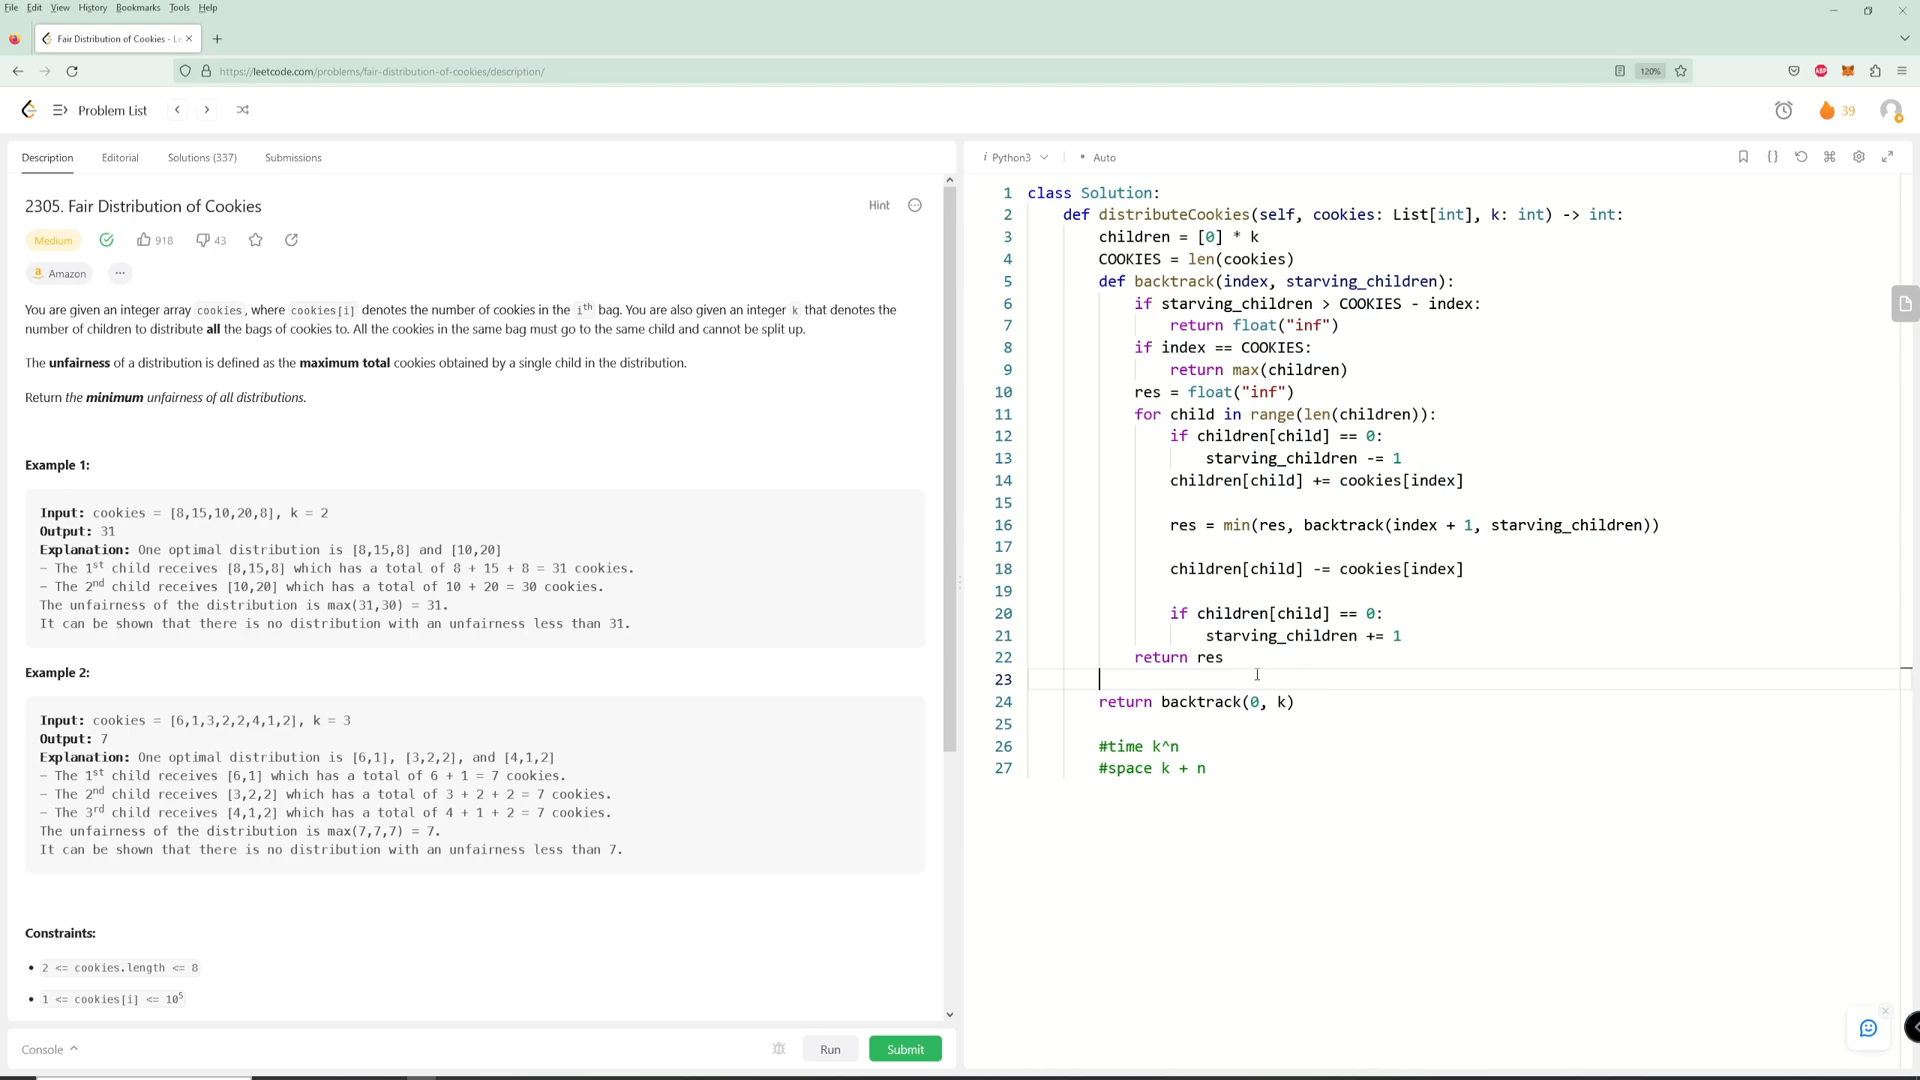 File Edit View History Bookmarks Tools Help
Fair Distribution of Cookies - Le
https://leetcode.com/problems/fair-distribution-of-cookies/description/
120%
ABP
Problem List
39
Description Editorial Solutions (337) Submissions
2305. Fair Distribution of Cookies
Hint
Medium 918 43
Amazon
You are given an integer array cookies, where cookies[i] denotes the number of cookies in the ith bag. You are also given an integer k that denotes the
number of children to distribute all the bags of cookies to. All the cookies in the same bag must go to the same child and cannot be split up.
The unfairness of a distribution is defined as the maximum total cookies obtained by a single child in the distribution.
Return the minimum unfairness of all distributions.
Example 1:
Input: cookies = [8,15,10,20,8], k = 2
Output: 31
Explanation: One optimal distribution is [8,15,8] and [10,20]
- The 1st child receives [8,15,8] which has a total of 8 + 15 + 8 = 31 cookies.
- The 2nd child receives [10,20] which has a total of 10 + 20 = 30 cookies.
The unfairness of the distribution is max(31,30) = 31.
It can be shown that there is no distribution with an unfairness less than 31.
Example 2:
Input: cookies = [6,1,3,2,2,4,1,2], k = 3
Output: 7
Explanation: One optimal distribution is [6,1], [3,2,2], and [4,1,2]
- The 1st child receives [6,1] which has a total of 6 + 1 = 7 cookies.
- The 2nd child receives [3,2,2] which has a total of 3 + 2 + 2 = 7 cookies.
- The 3rd child receives [4,1,2] which has a total of 4 + 1 + 2 = 7 cookies.
The unfairness of the distribution is max(7,7,7) = 7.
It can be shown that there is no distribution with an unfairness less than 7.
Constraints:
• 2 <= cookies.length <= 8
• 1 <= cookies[i] <= 105
Console Run Submit
i Python3 • Auto
1 class Solution:
2 def distributeCookies(self, cookies: List[int], k: int) -> int:
3 children = [0] * k
4 COOKIES = len(cookies)
5 def backtrack(index, starving_children):
6 if starving_children > COOKIES - index:
7 return float("inf")
8 if index == COOKIES:
9 return max(children)
10 res = float("inf")
11 for child in range(len(children)):
12 if children[child] == 0:
13 starving_children -= 1
14 children[child] += cookies[index]
15
16 res = min(res, backtrack(index + 1, starving_children))
17
18 children[child] -= cookies[index]
19
20 if children[child] == 0:
21 starving_children += 1
22 return res
23
24 return backtrack(0, k)
25
26 #time k^n
27 #space k + n